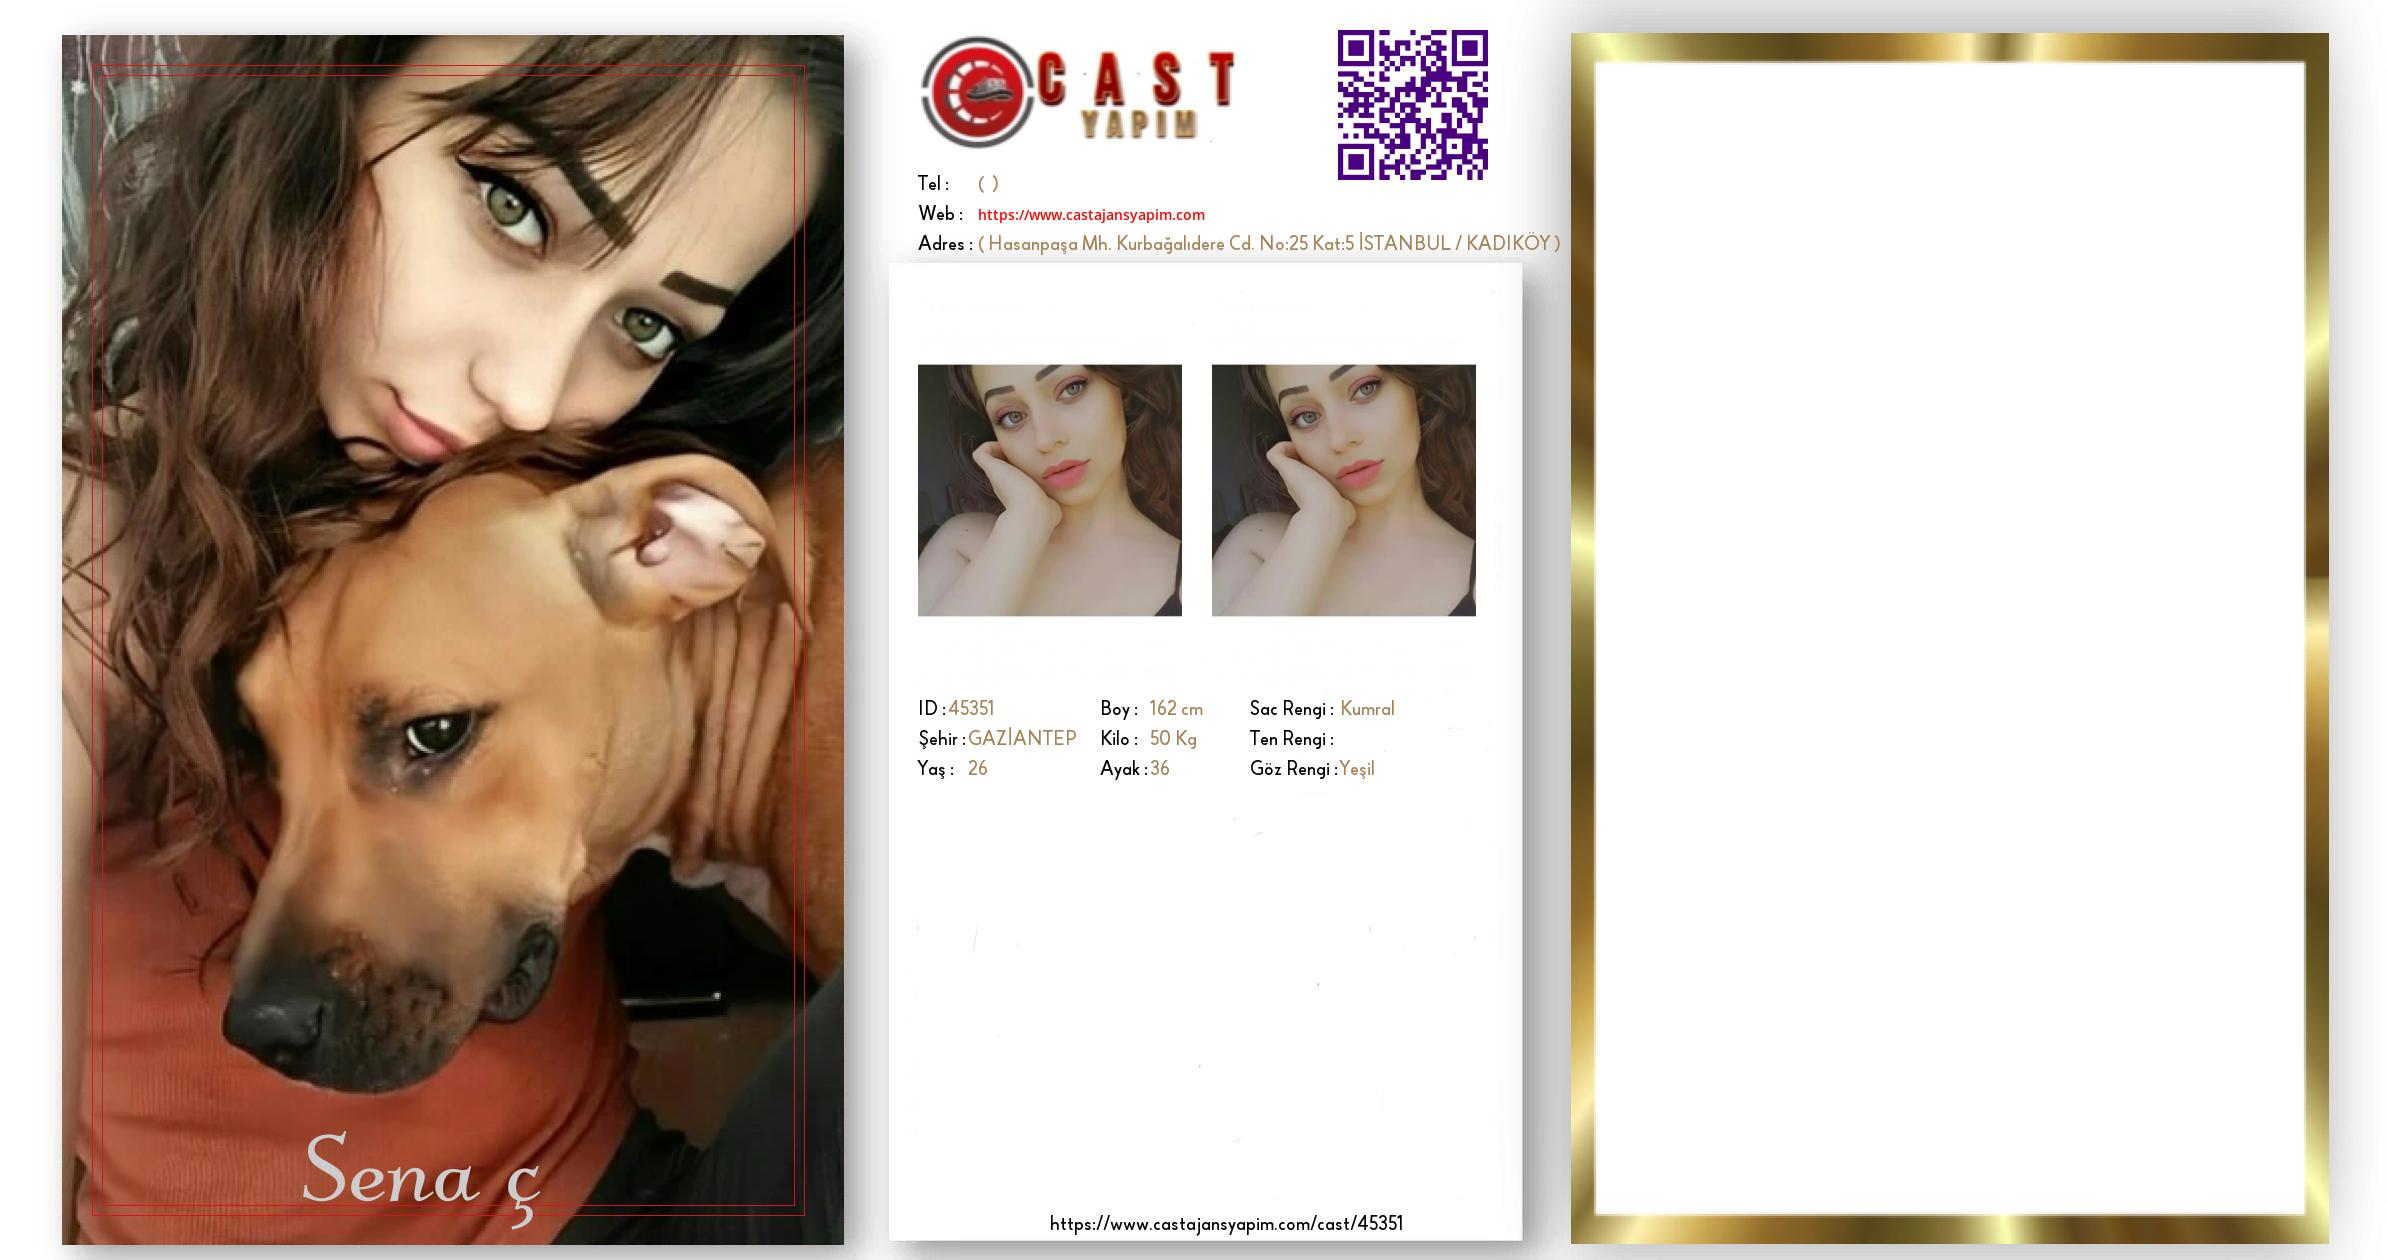 Sena ç
CAST
YAPIM
Tel : ( )
Web : https://www.castajansyapim.com
Adres : ( Hasanpaşa Mh. Kurbağalıdere Cd. No:25 Kat:5 İSTANBUL / KADIKÖY )
ID : 45351 Boy : 162 cm Sac Rengi : Kumral
Şehir : GAZİANTEP Kilo : 50 Kg Ten Rengi :
Yaş : 26 Ayak : 36 Göz Rengi : Yeşil
https://www.castajansyapim.com/cast/45351